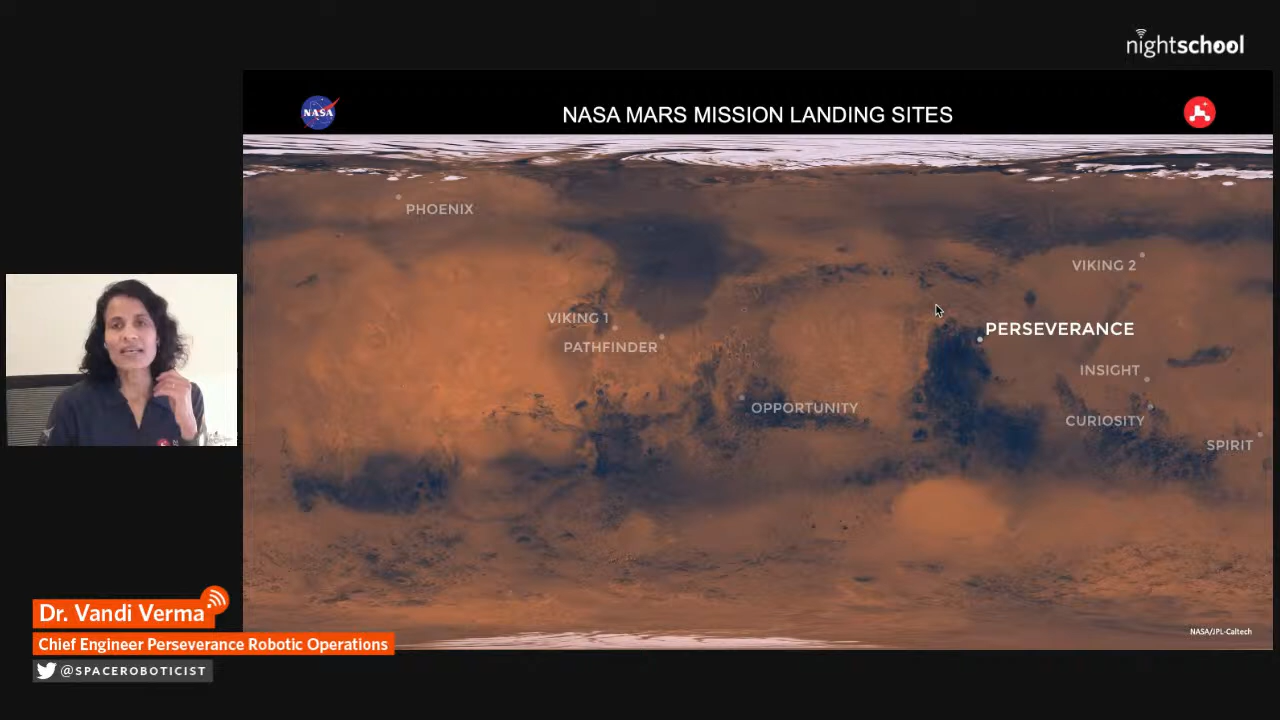 nightschool
NASA
NASA MARS MISSION LANDING SITES
PHOENIX
VIKING 2
VIKING 1
PERSEVERANCE
PATHFINDER
INSIGHT
OPPORTUNITY
CURIOSITY
SPIRIT
Dr. Vandi Verma
NASA/JPL-Caltech
Chief Engineer Perseverance Robotic Operations
@SPACEROBOTICIST